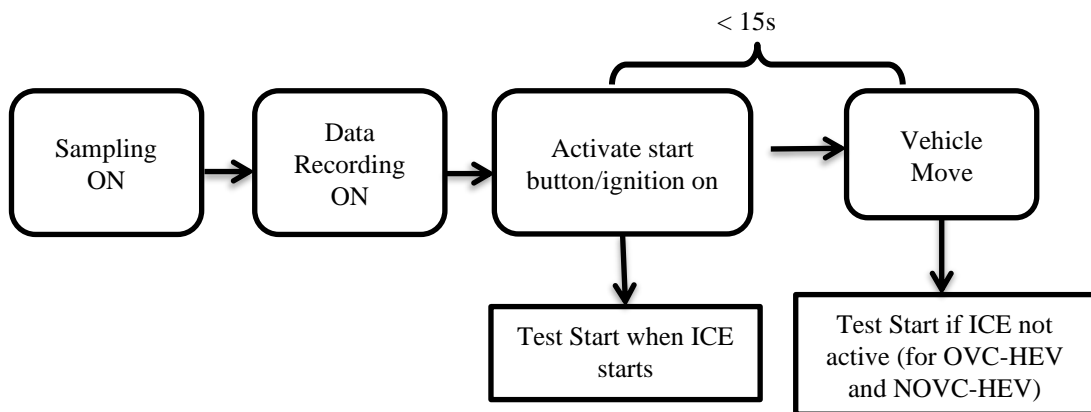 < 15s
Sampling
ON
Data
Recording
ON
Activate start
button/ignition on
Vehicle
Move
Test Start when ICE
starts
Test Start if ICE not
active (for OVC-HEV
and NOVC-HEV)